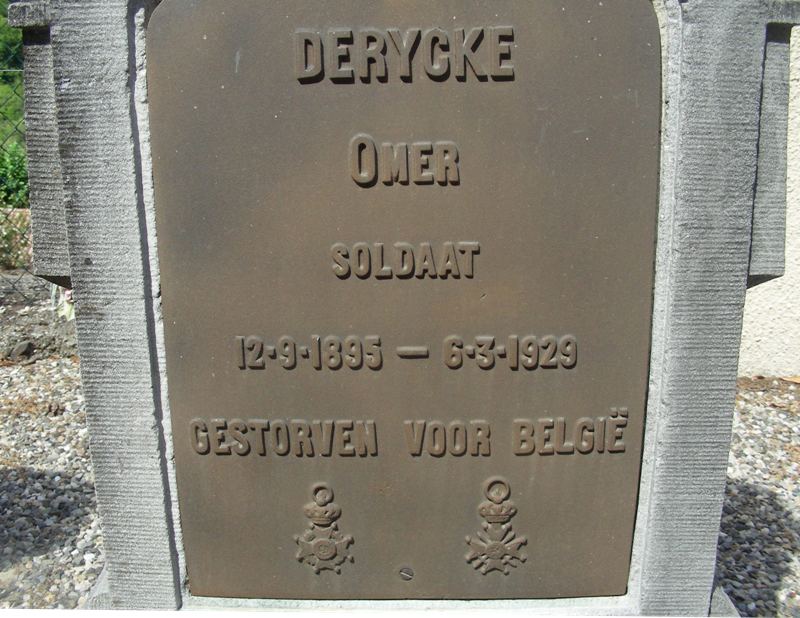 DERYCKE
OMER
SOLDAAT
12-9-1895 — 6-3-1929
GESTORVEN VOOR BELGIË